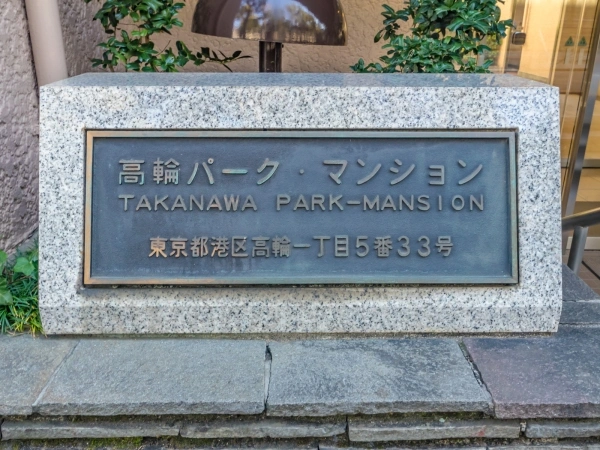 高輪パーク・マンション
TAKANAWA PARK-MANSION
東京都港区高輪一丁目5番33号